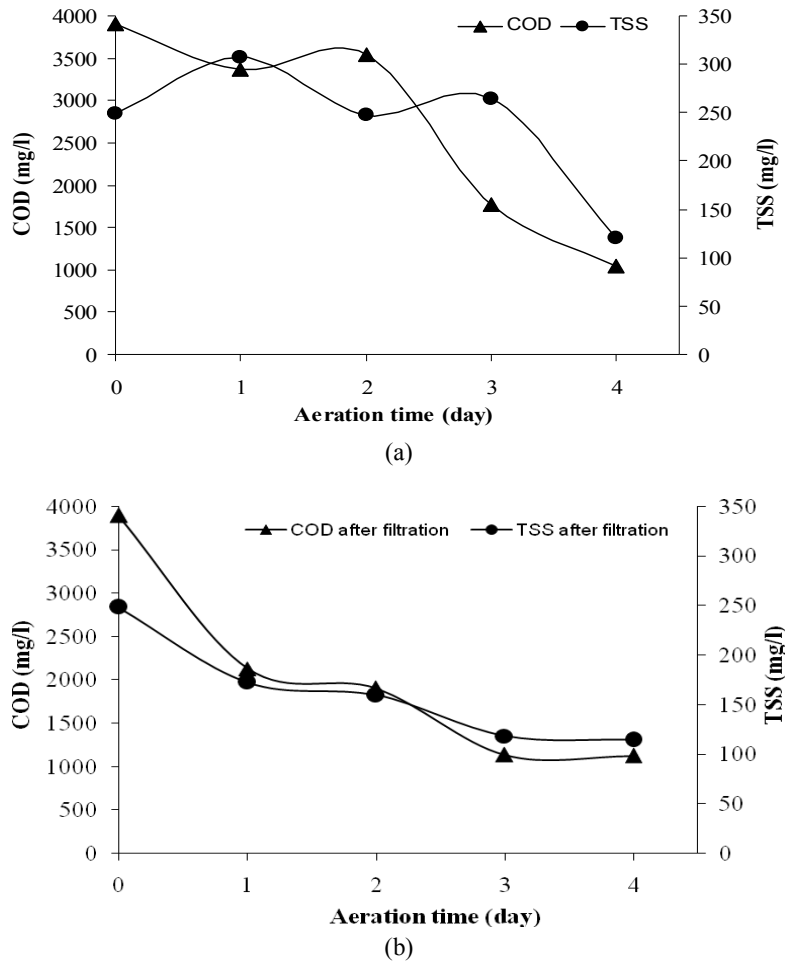 COD TSS
4000
3500
3000
2500
2000
1500
1000
500
0
COD (mg/l)
350
300
250
200
150
100
50
0
TSS (mg/l)
0 1 2 3 4
Aeration time (day)
(a)
COD after filtration TSS after filtration
4000
3500
3000
2500
2000
1500
1000
500
0
COD (mg/l)
350
300
250
200
150
100
50
0
TSS (mg/l)
0 1 2 3 4
Aeration time (day)
(b)